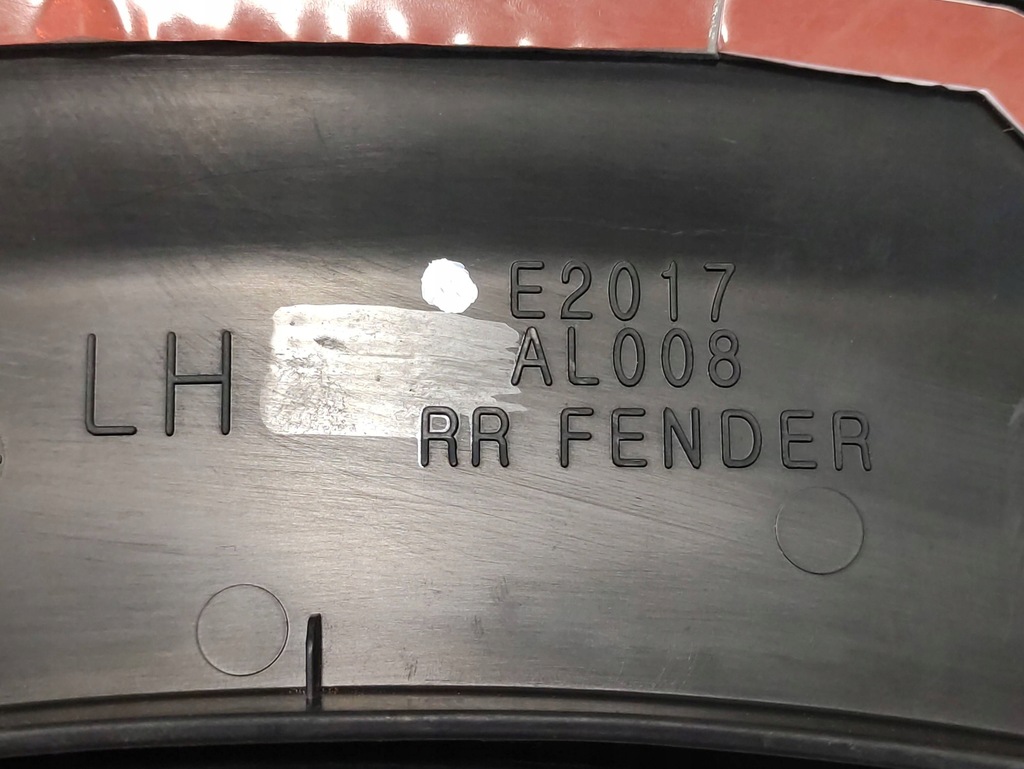 LH
E2017
AL008
RR FENDER